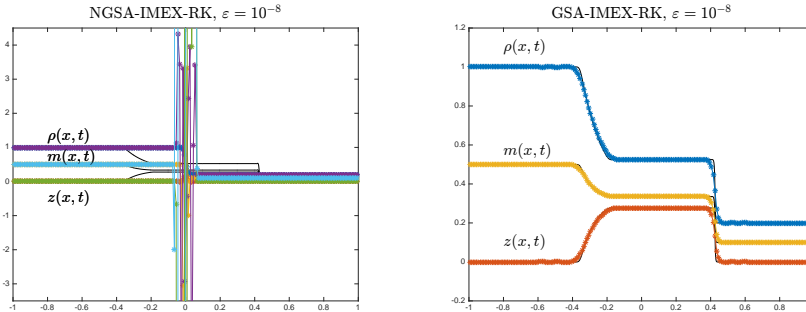 NGSA-IMEX-RK, ε = 10⁻⁸
4
3
2
1
0
-1
-2
-3
ρ(x, t)
m(x, t)
z(x, t)
-1 -0.8 -0.6 -0.4 -0.2 0 0.2 0.4 0.6 0.8 1
GSA-IMEX-RK, ε = 10⁻⁸
1.2
1
0.8
0.6
0.4
0.2
0
-0.2
ρ(x, t)
m(x, t)
z(x, t)
-1 -0.8 -0.6 -0.4 -0.2 0 0.2 0.4 0.6 0.8